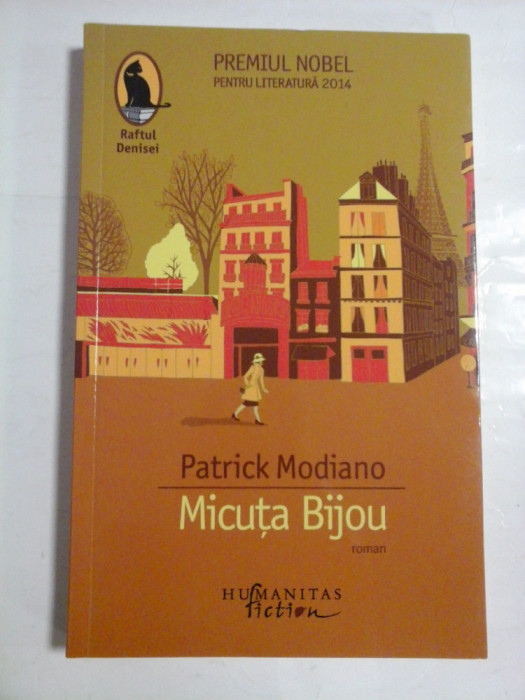 PREMIUL NOBEL
PENTRU LITERATURĂ 2014
Raftul
Denisei
Patrick Modiano
Micuța Bijou
roman
HUMANITAS
fiction